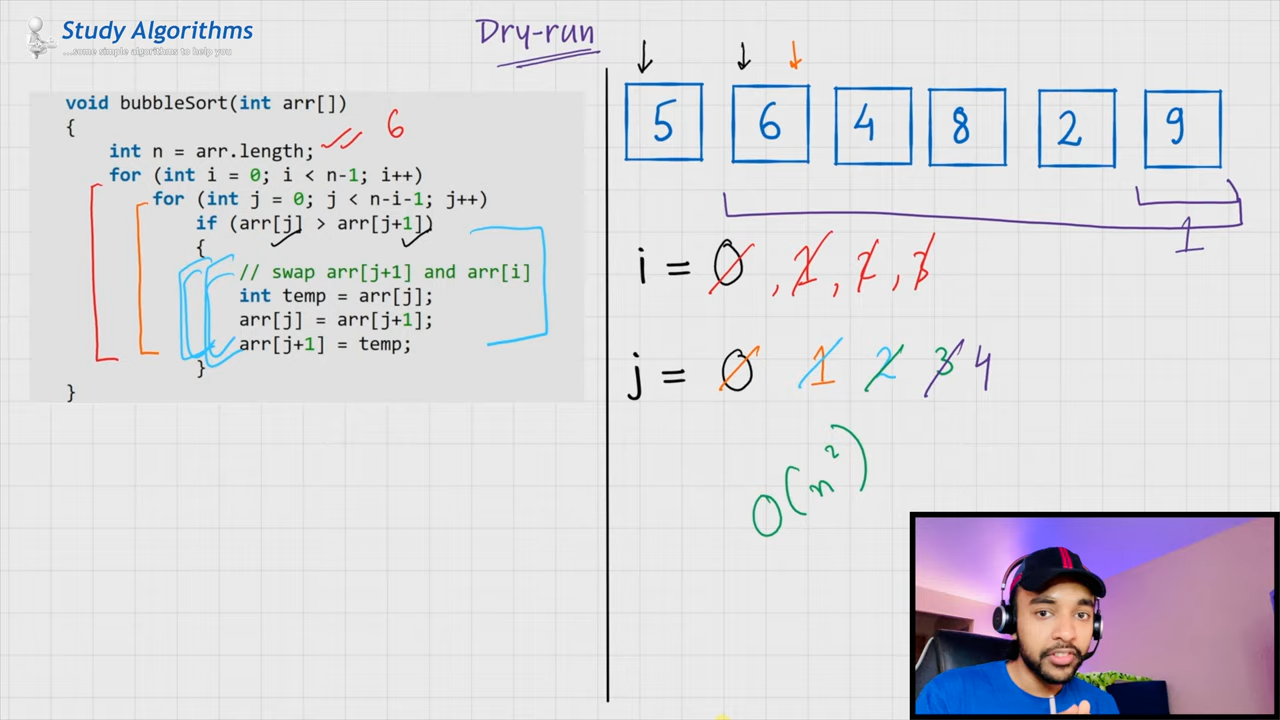 Study Algorithms
....some simple algorithms to help you
Dry-run
void bubbleSort(int arr[])
{
int n = arr.length; 6
for (int i = 0; i < n-1; i++)
for (int j = 0; j < n-i-1; j++)
if (arr[j] > arr[j+1])
{
// swap arr[j+1] and arr[i]
int temp = arr[j];
arr[j] = arr[j+1];
arr[j+1] = temp;
}
}
5 6 4 8 2 9
1
i = 0 , 1 , 2 , 3
j = 0 1 2 3 4
O(n²)